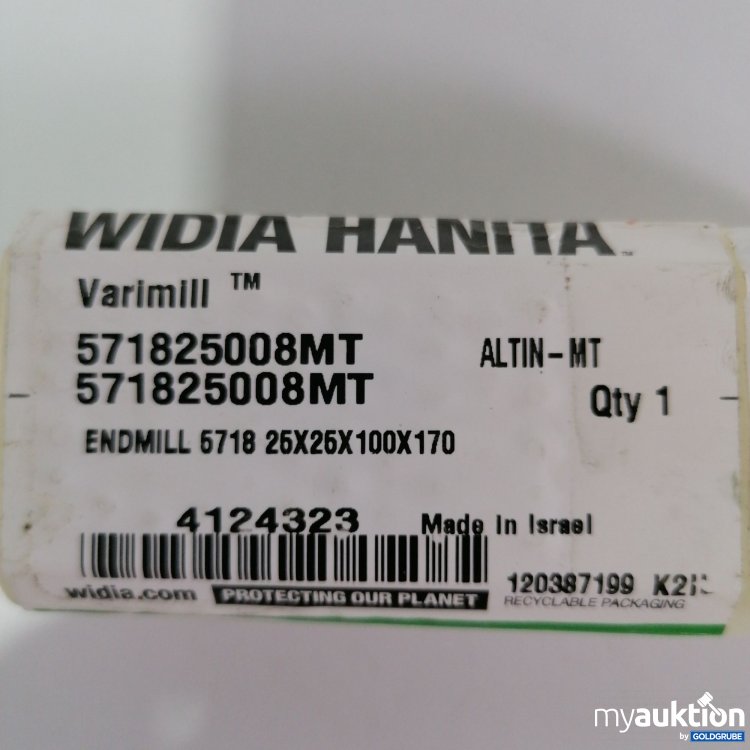 WIDIA HANITA
Varimill ™
571825008MT ALTIN-MT
571825008MT Qty 1
ENDMILL 5718 25X25X100X170
4124323 Made In Israel
120387199
widia.com PROTECTING OUR PLANET
RECYCLABLE PACKAGING
myauktion
by GOLDGRUBE